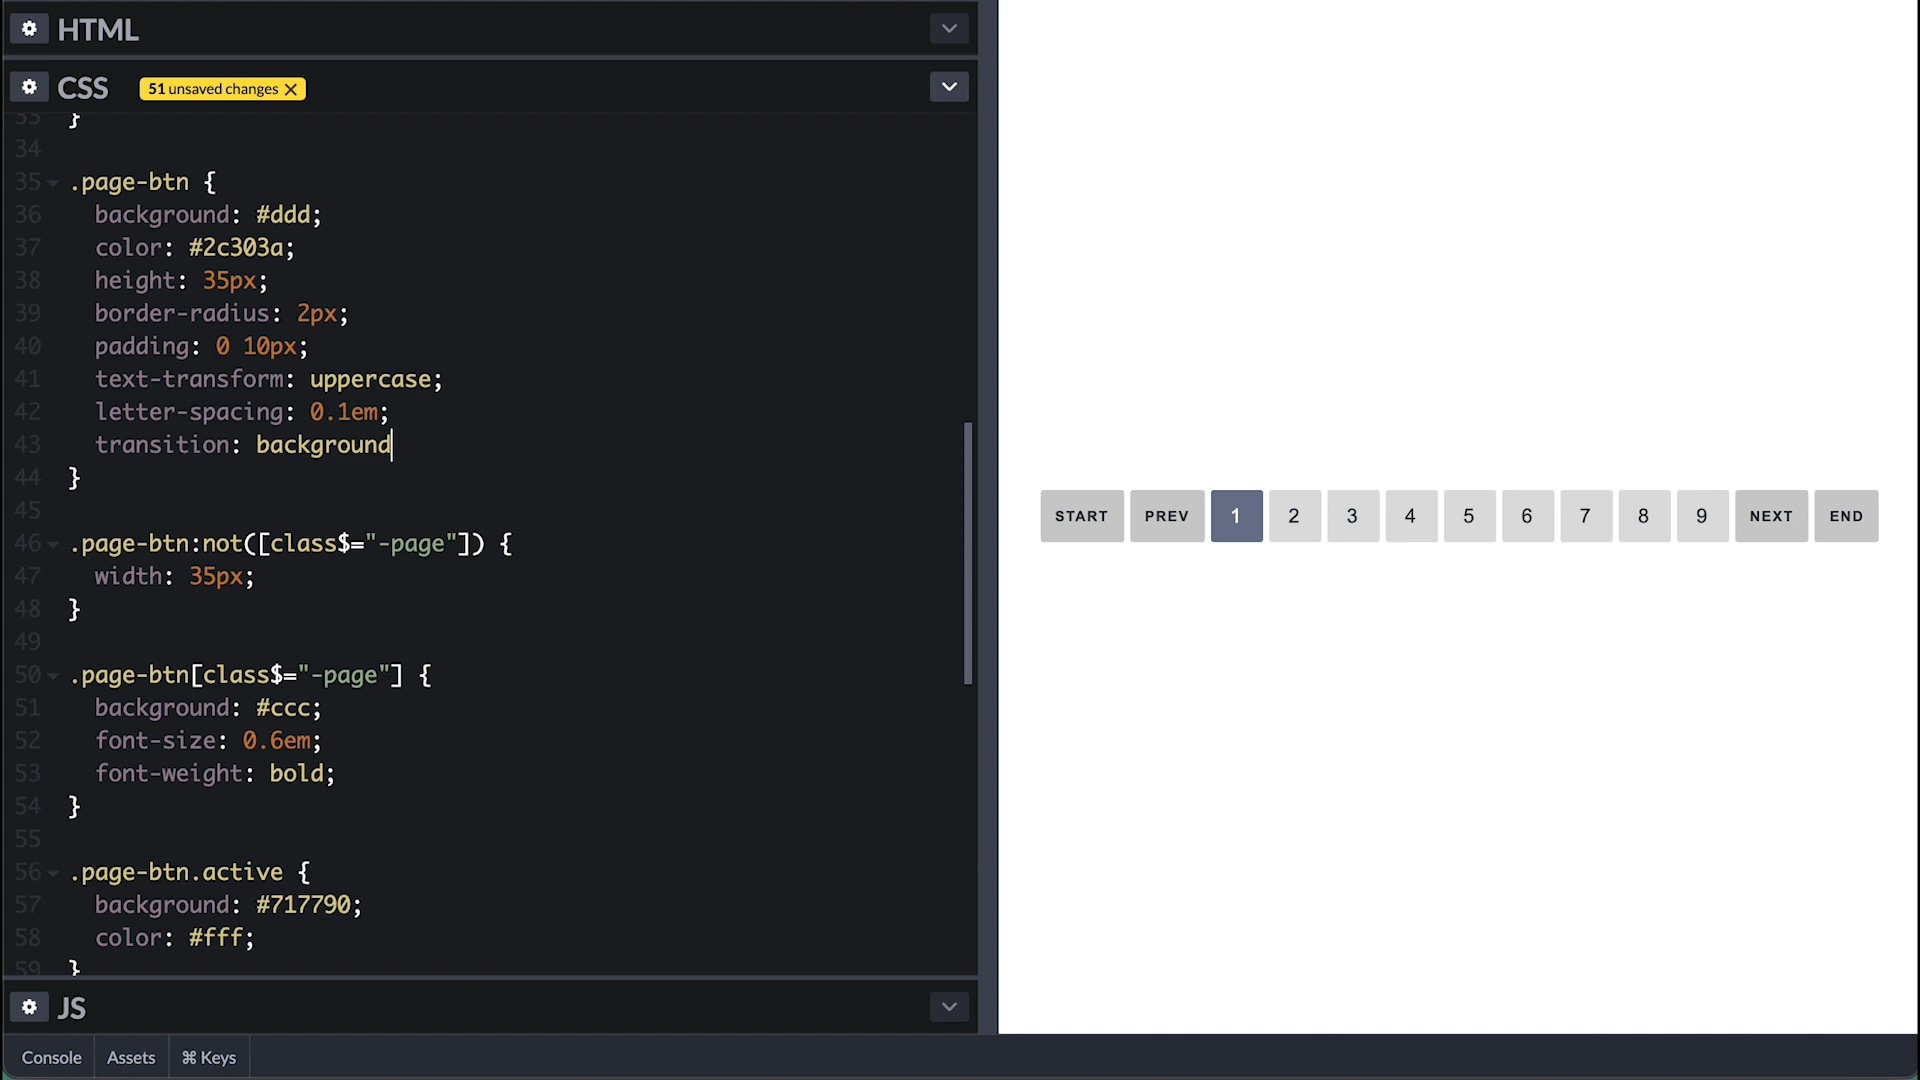 HTML
CSS
51 unsaved changes
33 }
34
35 .page-btn {
36 background: #ddd;
37 color: #2c303a;
38 height: 35px;
39 border-radius: 2px;
40 padding: 0 10px;
41 text-transform: uppercase;
42 letter-spacing: 0.1em;
43 transition: background
44 }
45
46 .page-btn:not([class$="-page"]) {
47 width: 35px;
48 }
49
50 .page-btn[class$="-page"] {
51 background: #ccc;
52 font-size: 0.6em;
53 font-weight: bold;
54 }
55
56 .page-btn.active {
57 background: #717790;
58 color: #fff;
59 }
JS
Console Assets ⌘ Keys
START PREV 1 2 3 4 5 6 7 8 9 NEXT END